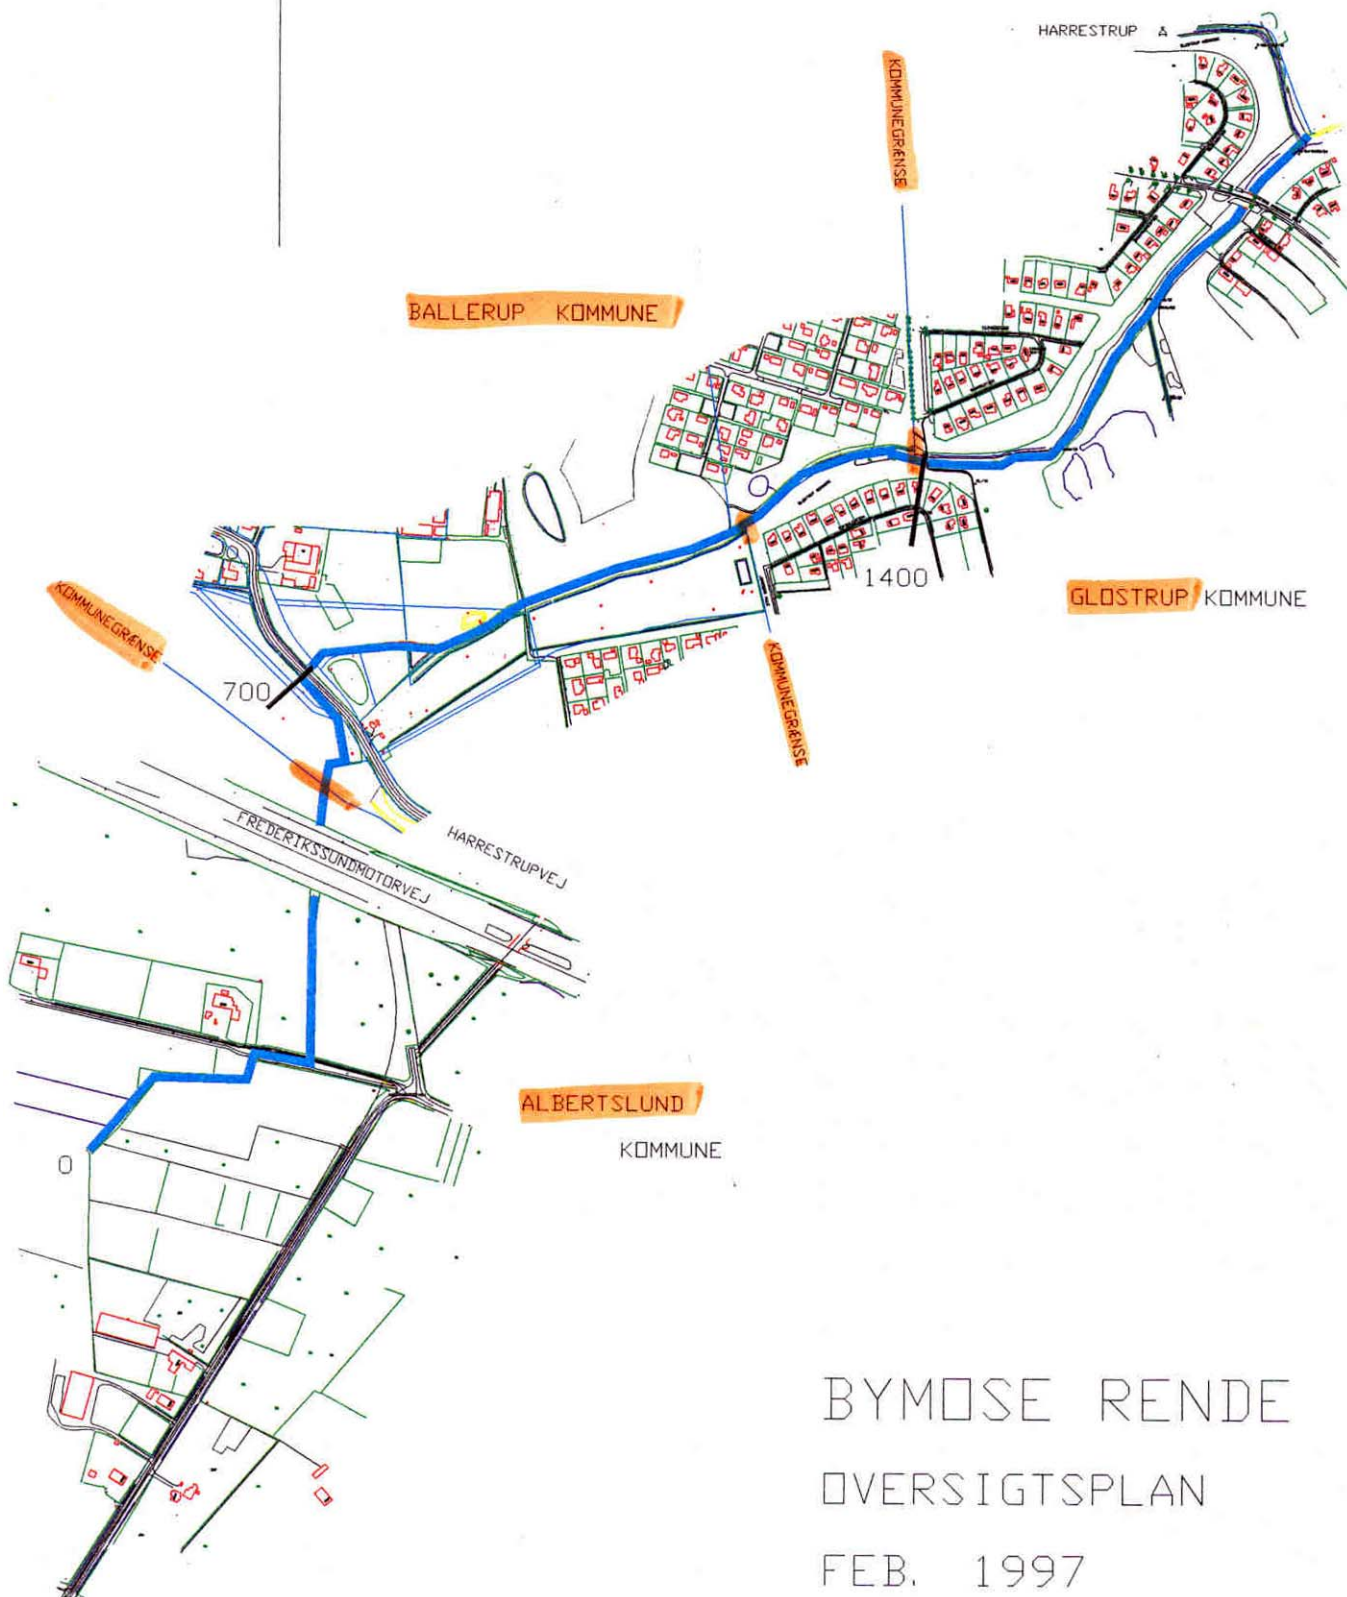 HARRESTRUP Å
KOMMUNEGRÆNSE
BALLERUP KOMMUNE
1400
GLOSTRUP KOMMUNE
KOMMUNEGRÆNSE
KOMMUNEGRÆNSE
700
FREDERIKSSUNDMOTORVEJ
HARRESTRUPVEJ
ALBERTSLUND
KOMMUNE
0
BYMOSE RENDE
OVERSIGTSPLAN
FEB. 1997